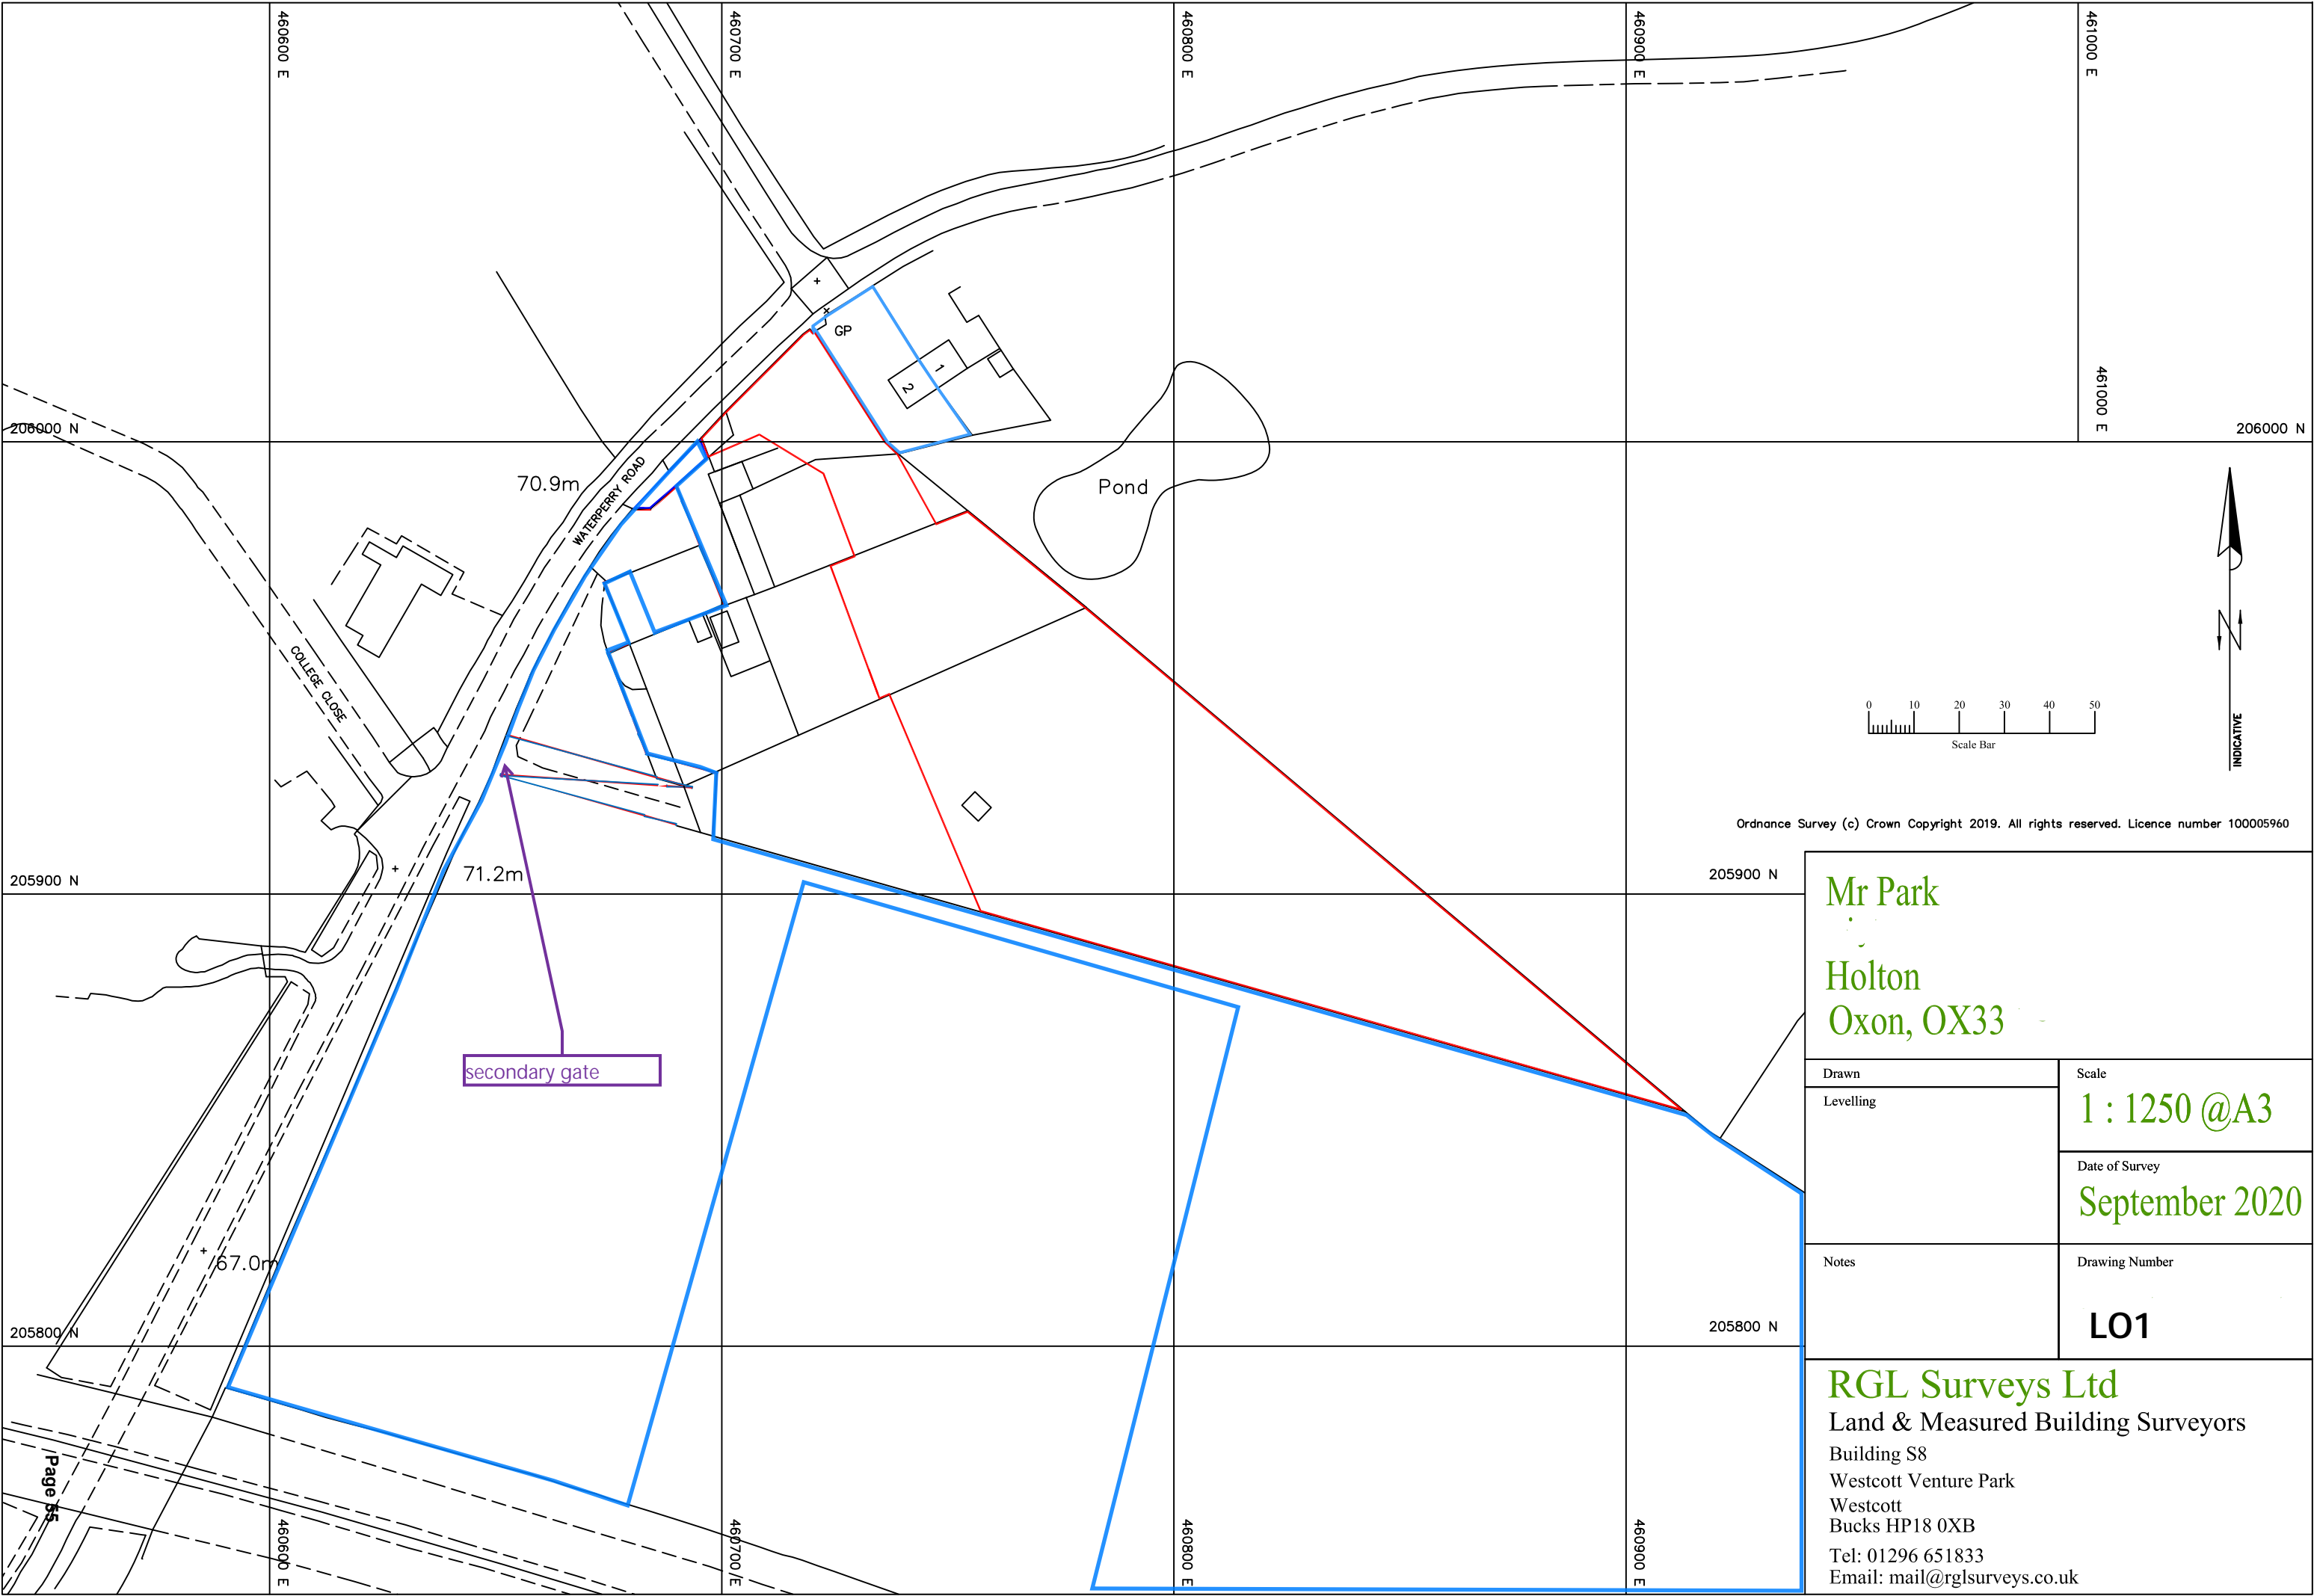 460600 E
460700 E
460800 E
460900 E
461000 E
GP
1
2
461000 E
206000 N
206000 N
70.9m
WATERPERRY ROAD
Pond
COLLEGE CLOSE
0 10 20 30 40 50
Scale Bar
INDICATIVE
Ordnance Survey (c) Crown Copyright 2019. All rights reserved. Licence number 100005960
71.2m
205900 N
205900 N
secondary gate
67.0m
205800 N
205800 N
Page 55
460600 E
460700 E
460800 E
460900 E
Mr Park
Holton
Oxon, OX33
Drawn
Levelling
Scale
1 : 1250 @A3
Date of Survey
September 2020
Notes
Drawing Number
LO1
RGL Surveys Ltd
Land & Measured Building Surveyors
Building S8
Westcott Venture Park
Westcott
Bucks HP18 0XB
Tel: 01296 651833
Email: mail@rglsurveys.co.uk